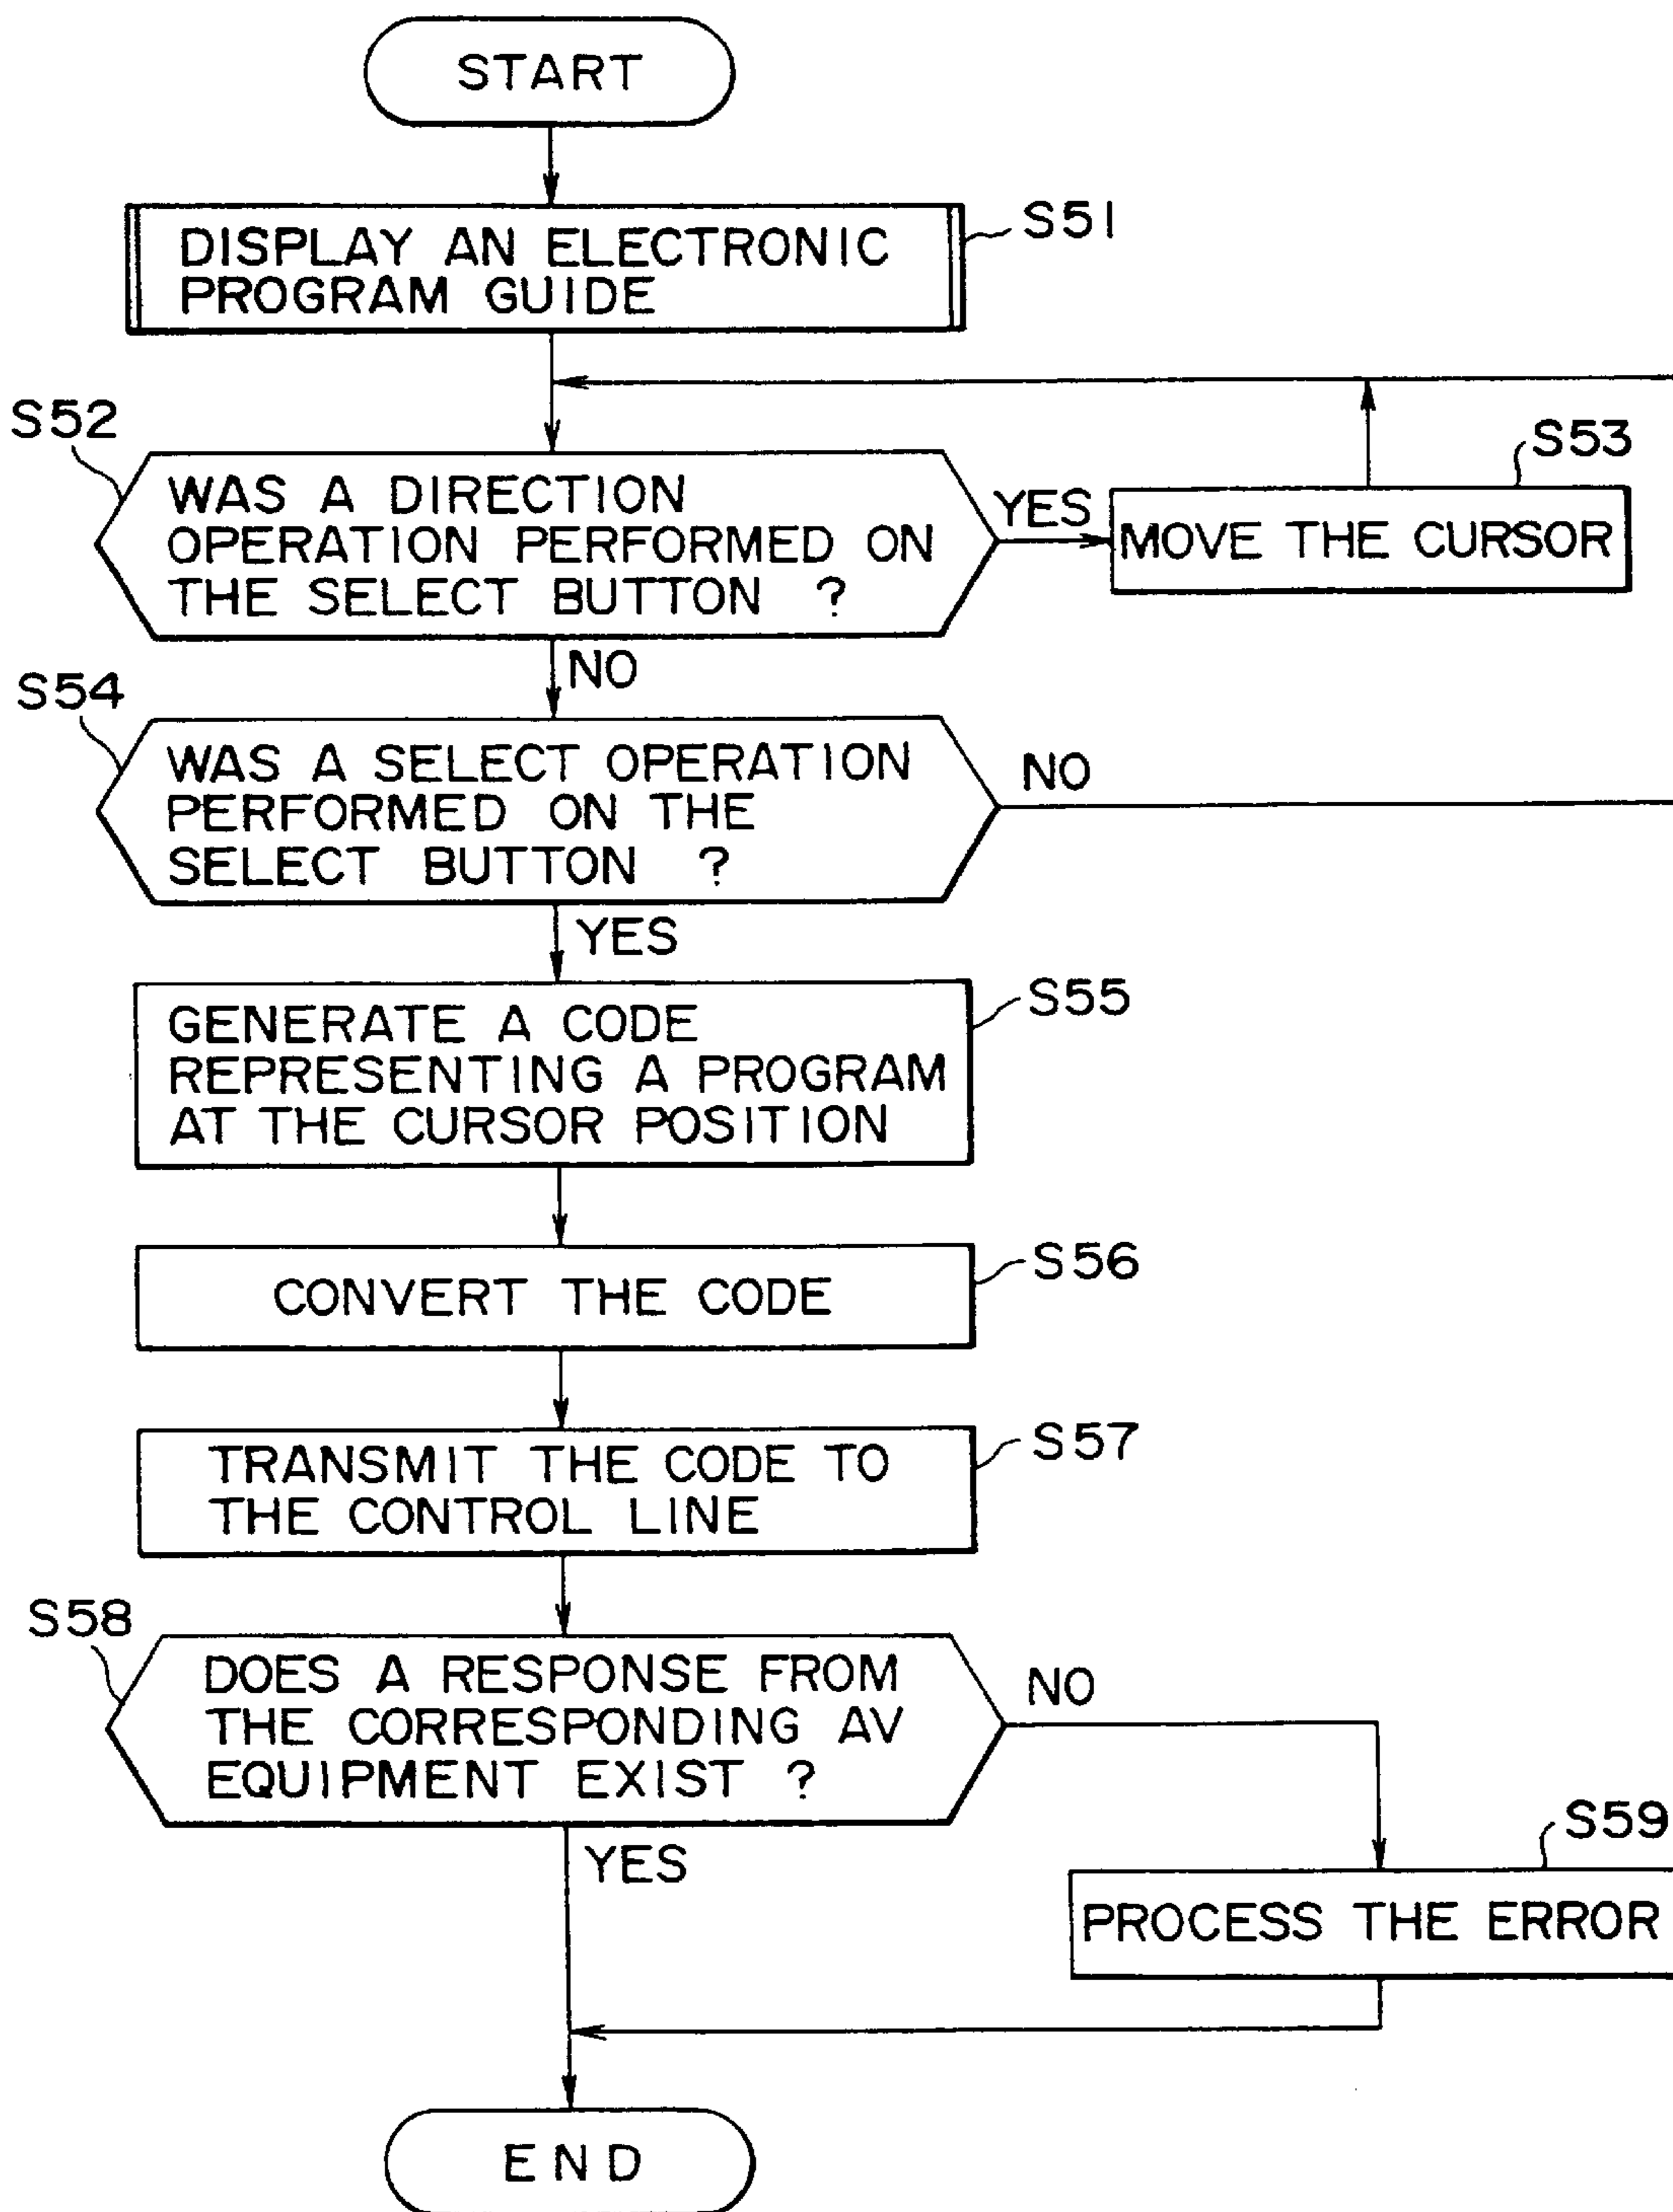 START
DISPLAY AN ELECTRONIC
PROGRAM GUIDE
S51
S52
WAS A DIRECTION
OPERATION PERFORMED ON
THE SELECT BUTTON ?
YES
S53
MOVE THE CURSOR
NO
S54
WAS A SELECT OPERATION
PERFORMED ON THE
SELECT BUTTON ?
NO
YES
GENERATE A CODE
REPRESENTING A PROGRAM
AT THE CURSOR POSITION
S55
CONVERT THE CODE
S56
TRANSMIT THE CODE TO
THE CONTROL LINE
S57
S58
DOES A RESPONSE FROM
THE CORRESPONDING AV
EQUIPMENT EXIST ?
NO
YES
S59
PROCESS THE ERROR
END